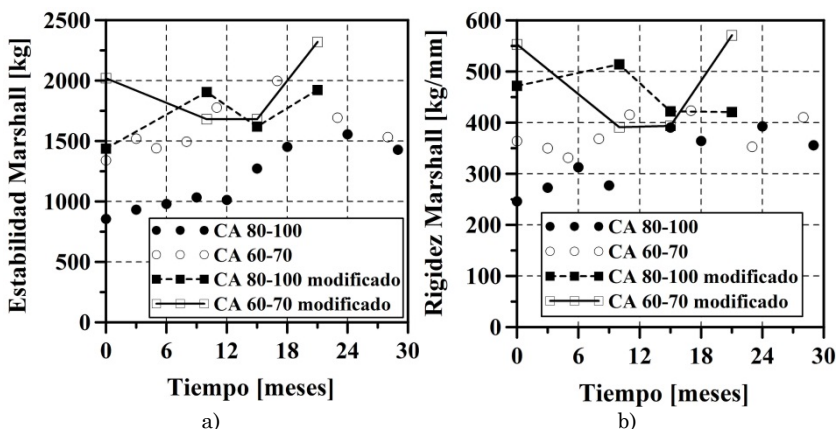 Estabilidad Marshall [kg]
2500
2000
1500
1000
500
0
CA 80-100
CA 60-70
CA 80-100 modificado
CA 60-70 modificado
0 6 12 18 24 30
Tiempo [meses]
a)
Rigidez Marshall [kg/mm]
600
500
400
300
200
100
0
CA 80-100
CA 60-70
CA 80-100 modificado
CA 60-70 modificado
0 6 12 18 24 30
Tiempo [meses]
b)